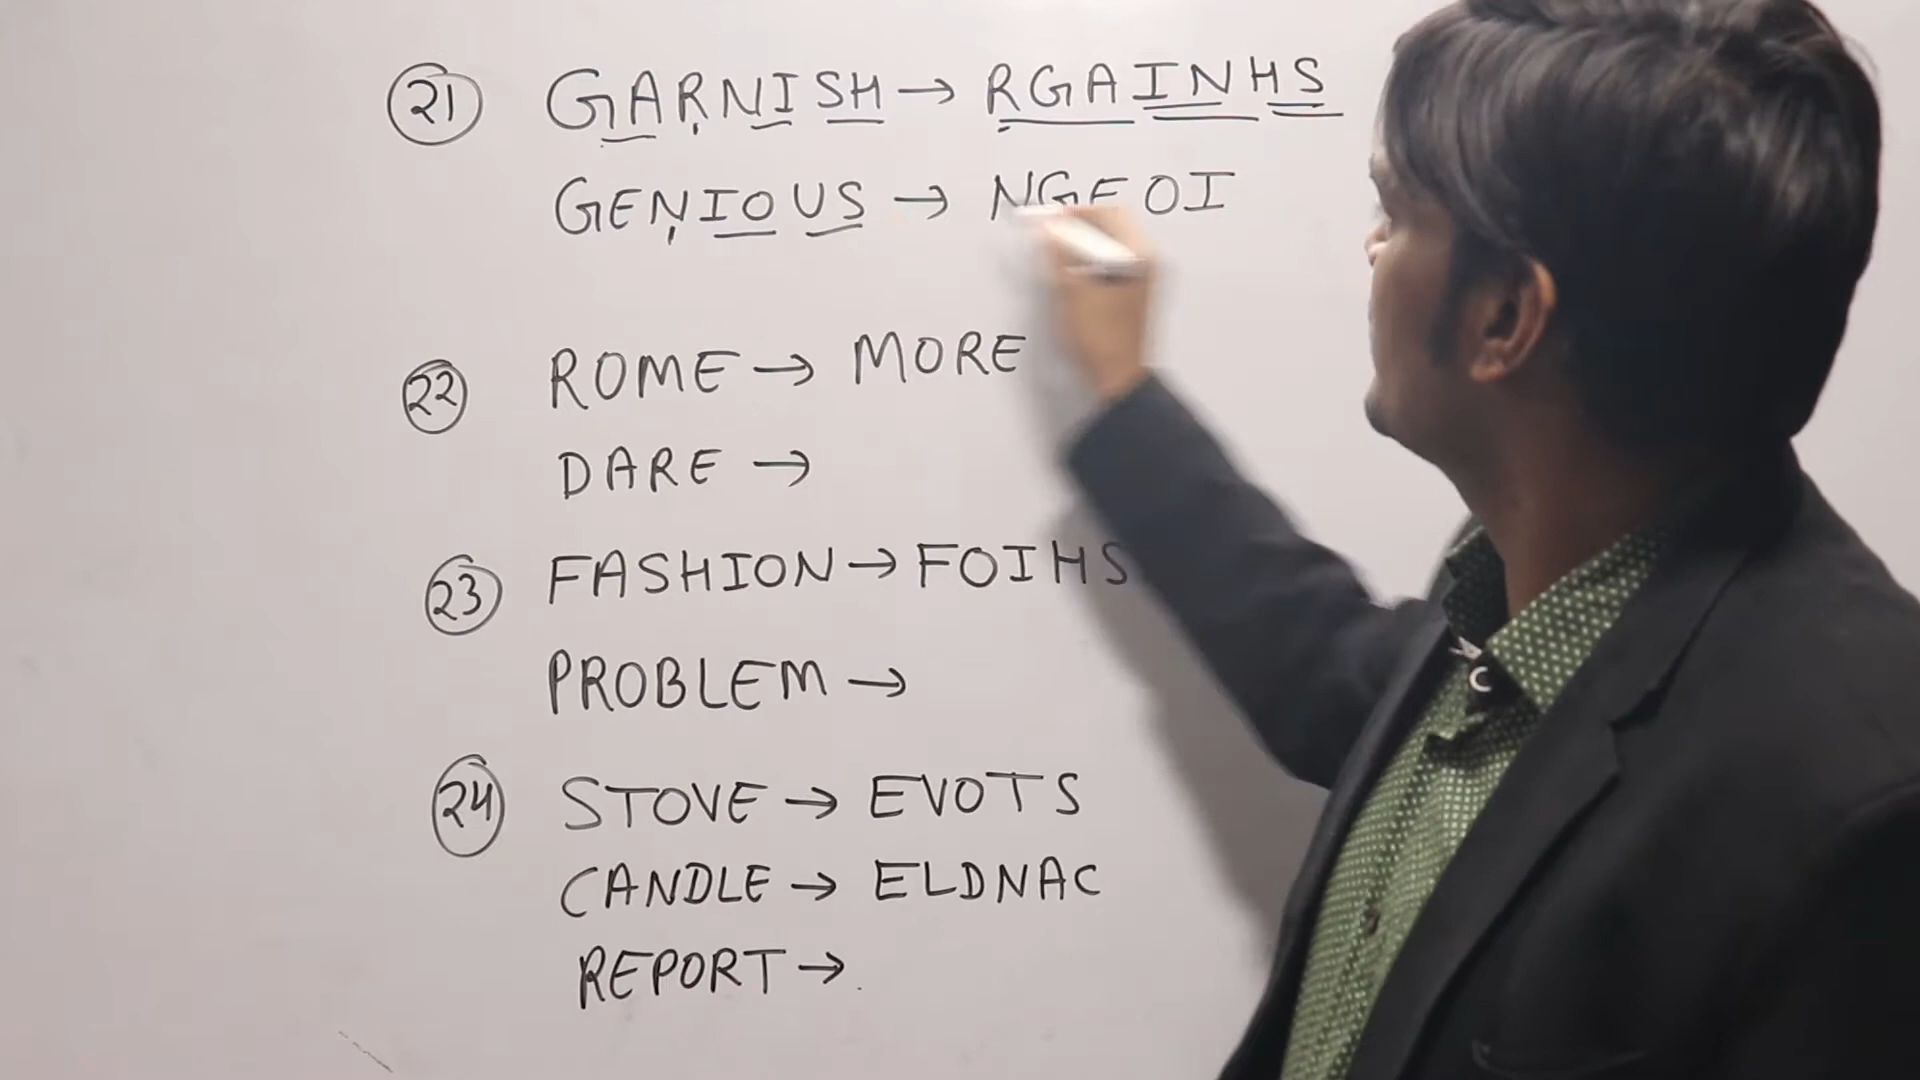 21 GARNISH → RGAINHS
GENIOUS → NGEOI
22 ROME → MORE
DARE →
23 FASHION → FOIHS
PROBLEM →
24 STOVE → EVOTS
CANDLE → ELDNAC
REPORT →